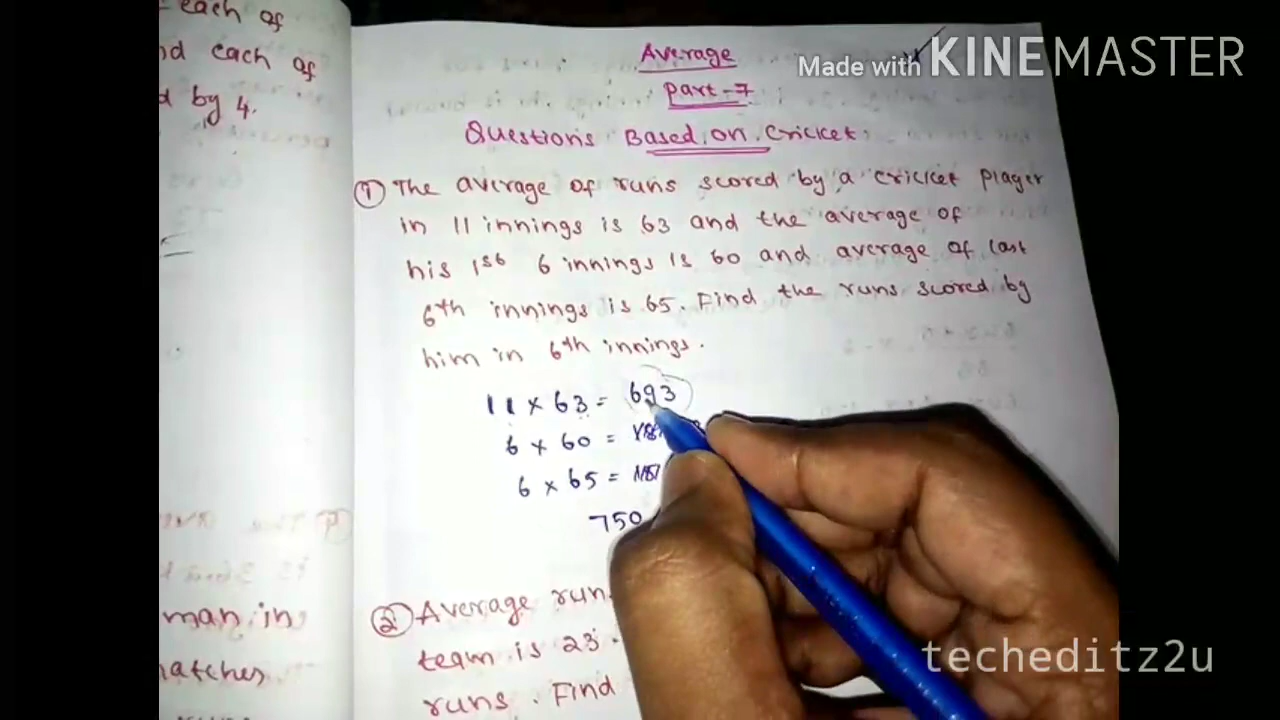 each of
nd each of
d by 4.
Average
Made with KINEMASTER
Part-7
Questions Based on Cricket
① The average of runs scored by a cricket plager
in 11 innings is 63 and the average of
his 1st 6 innings is 60 and average of last
6th innings is 65. Find the runs scored by
him in 6th innings.
11 × 63 = 693
6 × 60 =
6 × 65 =
750
② Average run
team is 23.
runs. Find
man in
matches
techeditz2u